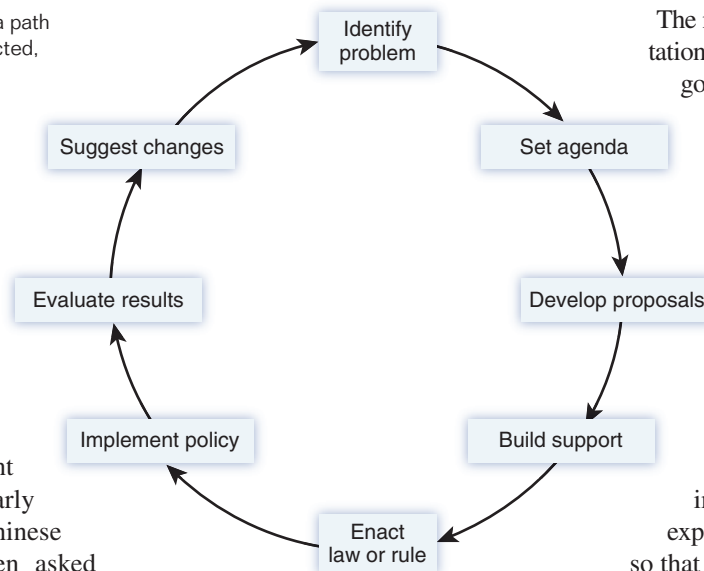 a path
cted,
The
tation
go
Identify
problem
Set agenda
Suggest changes
Develop proposals
Evaluate results
Build support
Implement policy
Enact
law or rule
nt
arly
hinese
en asked
in
exp
so that